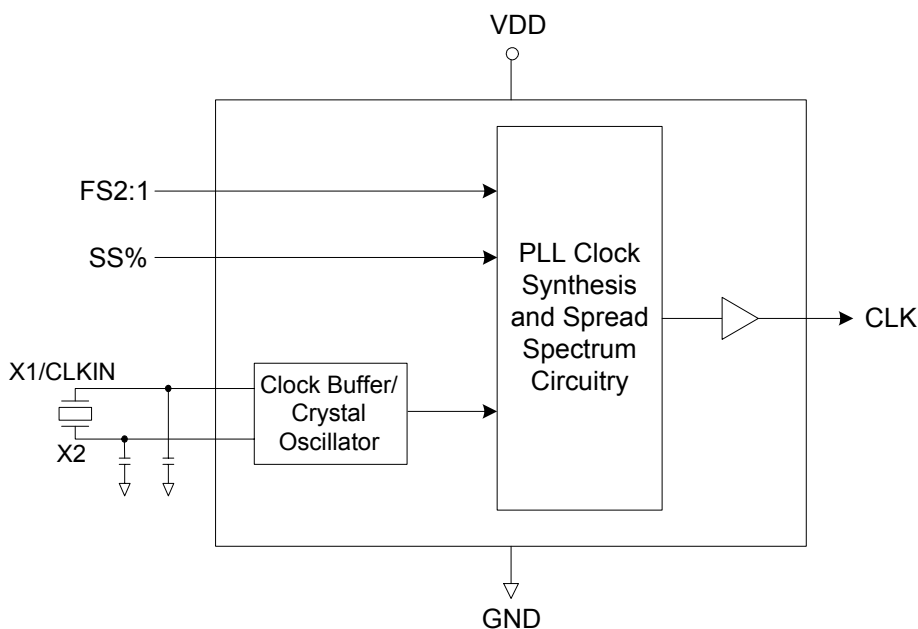 VDD
FS2:1
SS%
PLL Clock
Synthesis
and Spread
Spectrum
Circuitry
CLK
X1/CLKIN
X2
Clock Buffer/
Crystal
Oscillator
GND